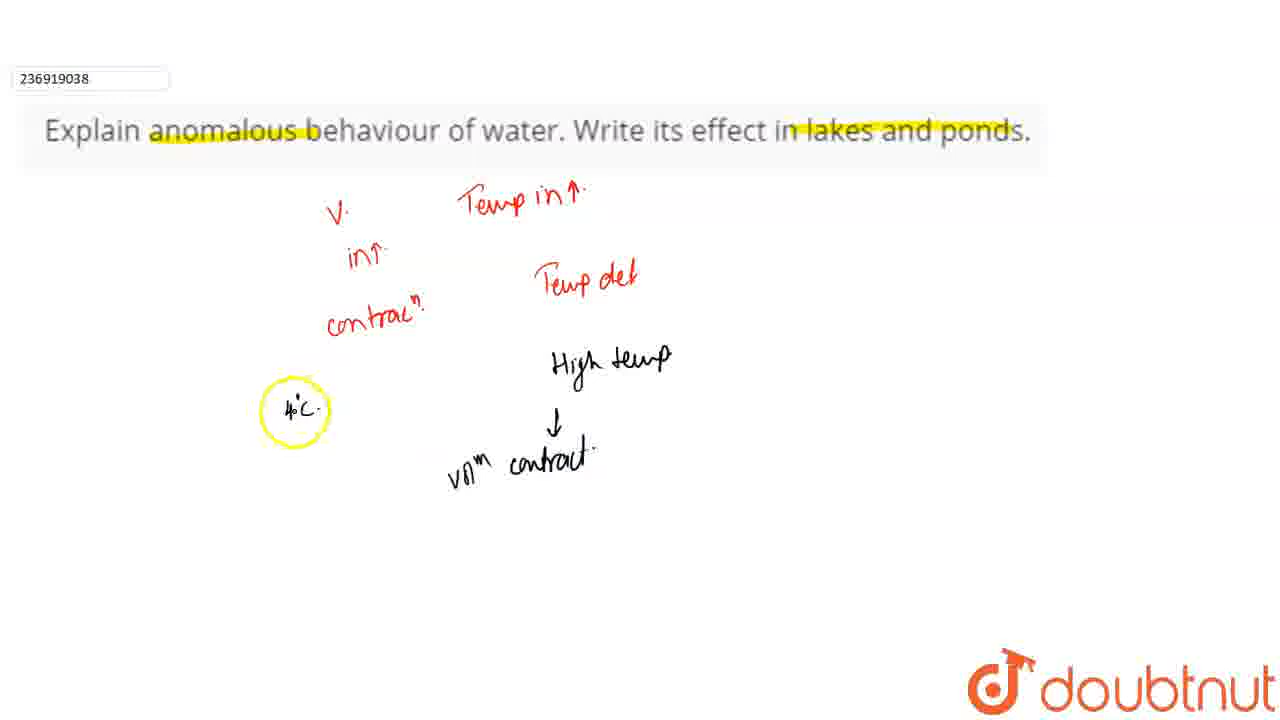 236919038
Explain anomalous behaviour of water. Write its effect in lakes and ponds.
V. Temp in↑.
in↑.
Temp de↓
contracⁿ.
High temp
4°C.
↓
volᵐ contract.
doubtnut